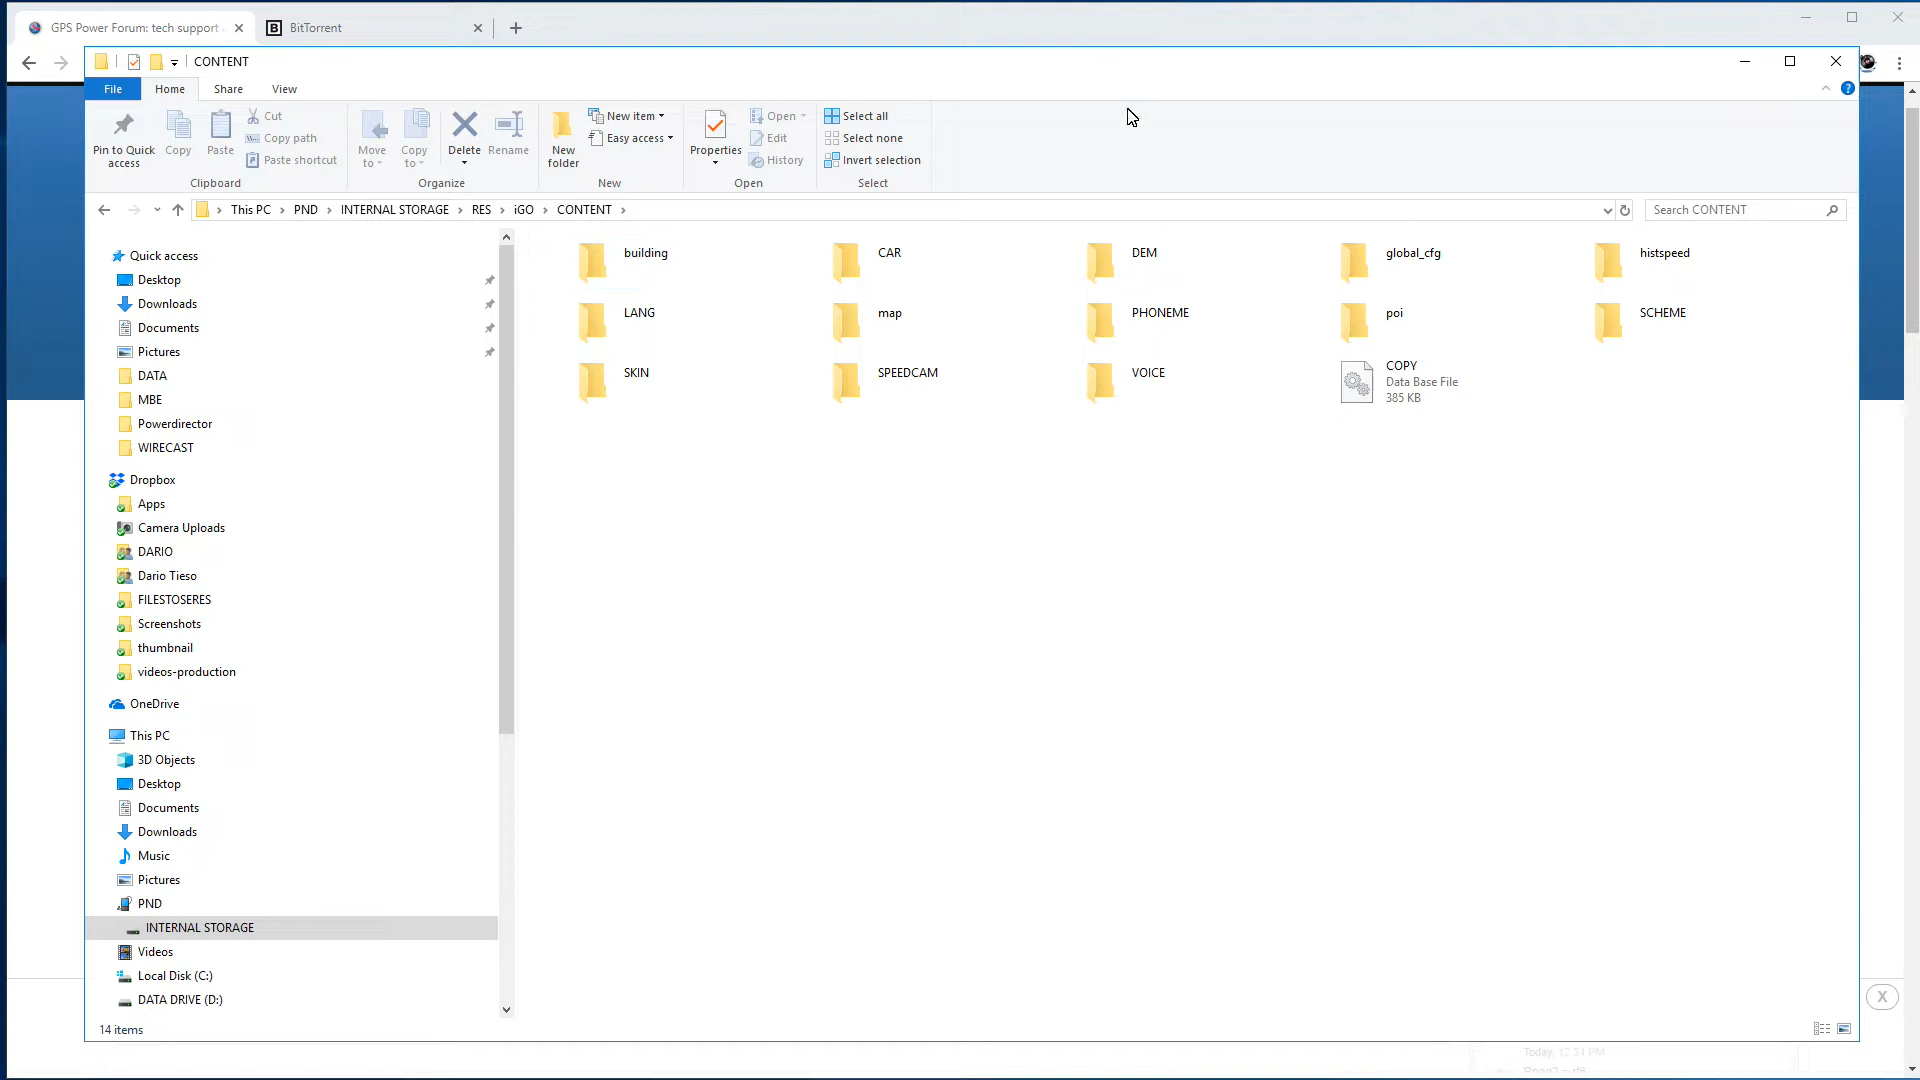 GPS Power Forum: tech support
BitTorrent
CONTENT
File Home Share View
Pin to Quick access
Copy
Paste
Cut
Copy path
Paste shortcut
Clipboard
Move to
Copy to
Delete
Rename
Organize
New folder
New item
Easy access
New
Properties
Open
Edit
History
Open
Select all
Select none
Invert selection
Select
This PC > PND > INTERNAL STORAGE > RES > iGO > CONTENT >
Search CONTENT
Quick access
Desktop
Downloads
Documents
Pictures
DATA
MBE
Powerdirector
WIRECAST
Dropbox
Apps
Camera Uploads
DARIO
Dario Tieso
FILESTOSERES
Screenshots
thumbnail
videos-production
OneDrive
This PC
3D Objects
Desktop
Documents
Downloads
Music
Pictures
PND
INTERNAL STORAGE
Videos
Local Disk (C:)
DATA DRIVE (D:)
building
CAR
DEM
global_cfg
histspeed
LANG
map
PHONEME
poi
SCHEME
SKIN
SPEEDCAM
VOICE
COPY
Data Base File
385 KB
14 items
X
Today, 12:31 PM